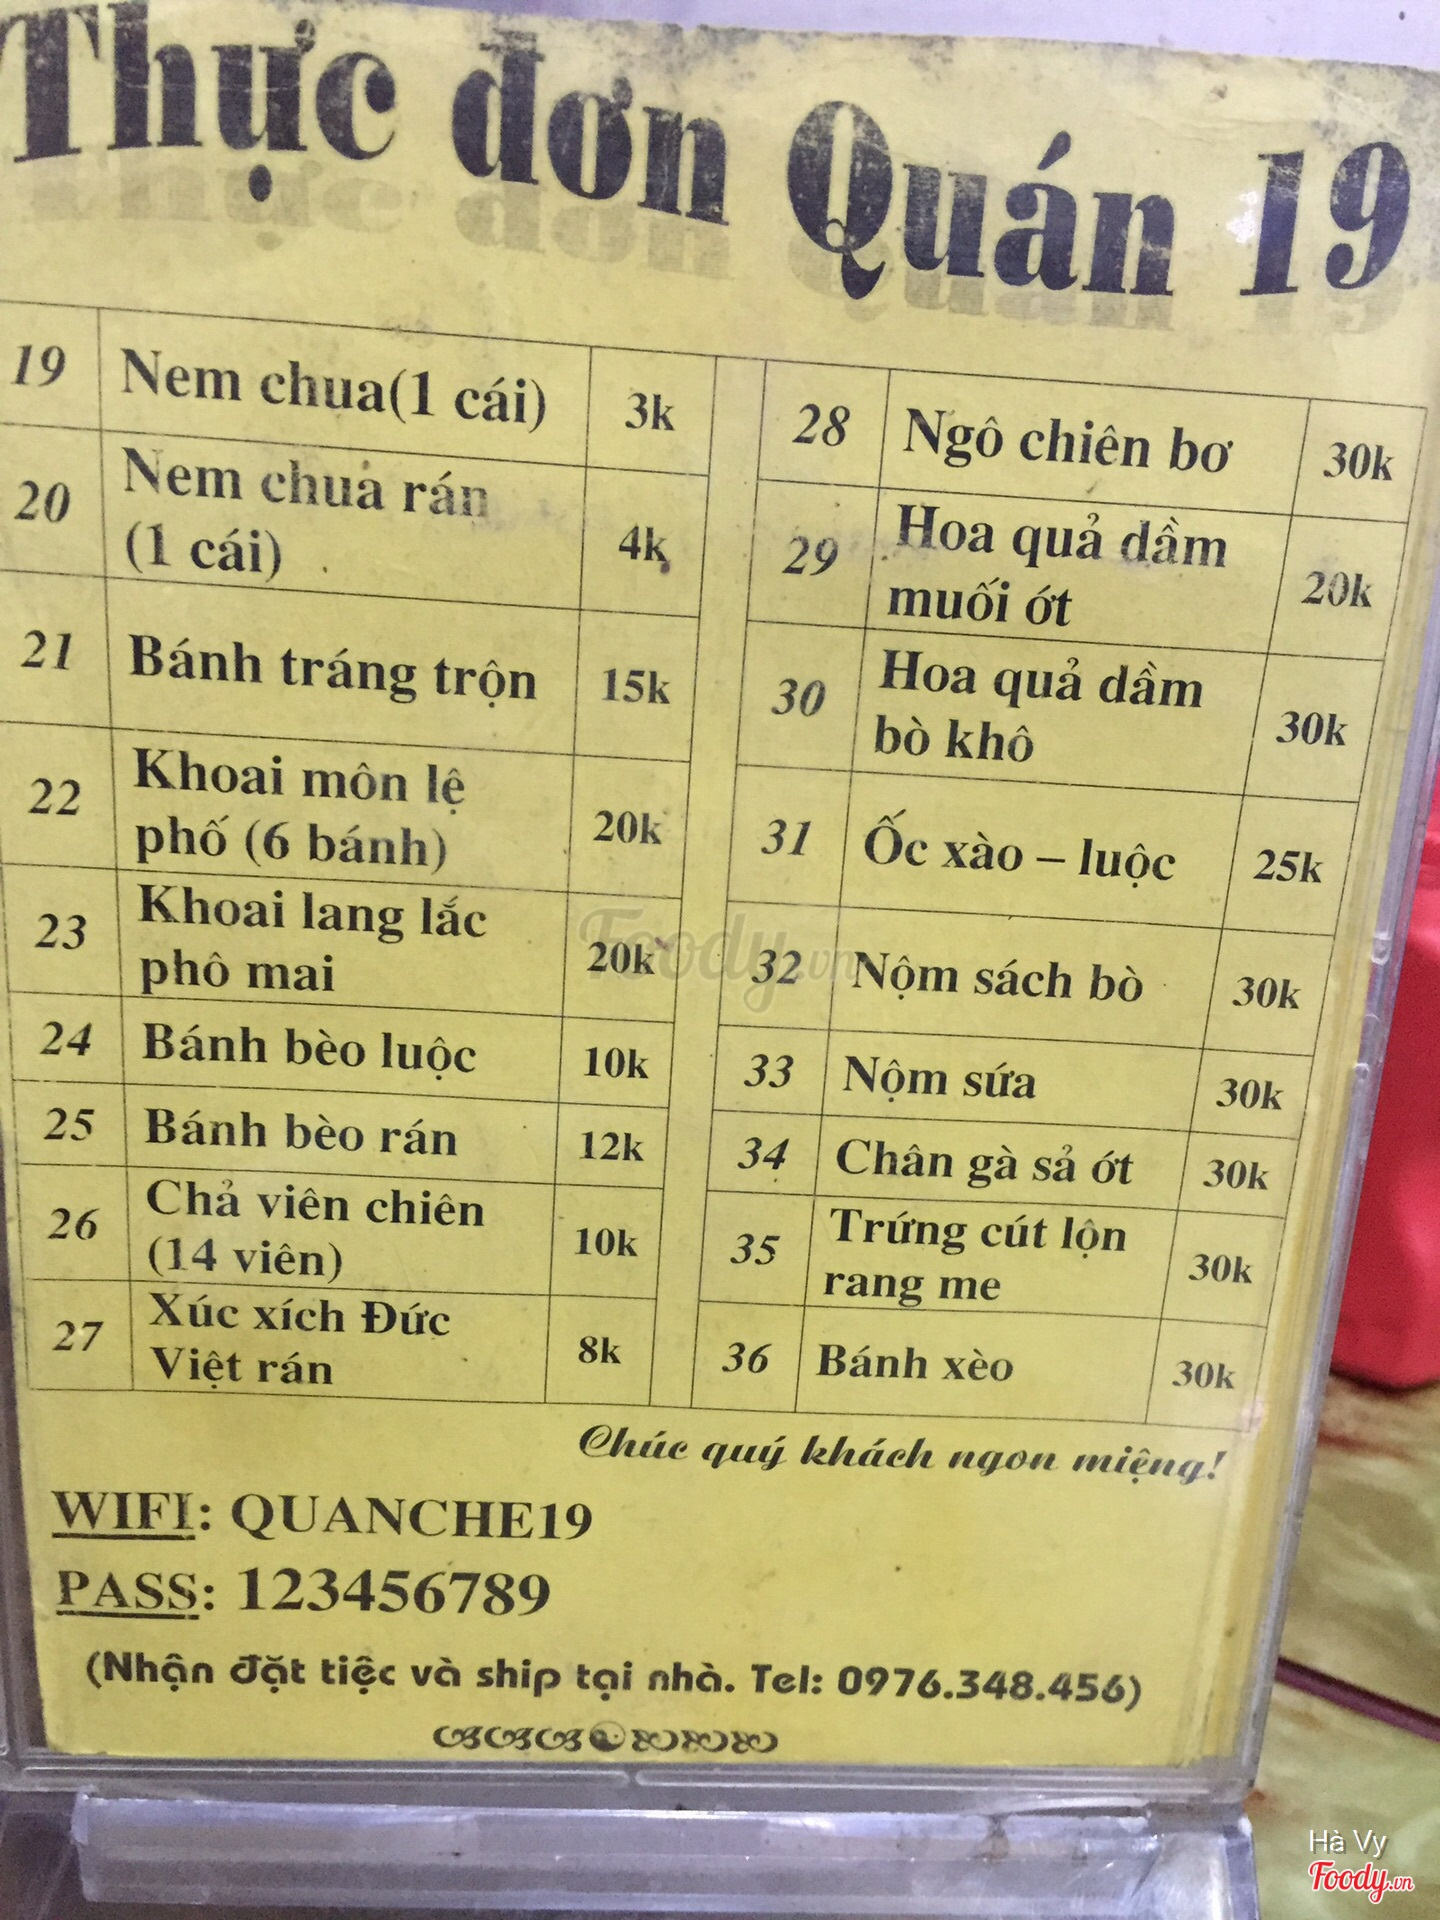 Thực đơn Quán 19
19 Nem chua(1 cái) 3k
20 Nem chua rán
(1 cái) 4k
21 Bánh tráng trộn 15k
22 Khoai môn lệ
phố (6 bánh) 20k
23 Khoai lang lắc
phô mai 20k
24 Bánh bèo luộc 10k
25 Bánh bèo rán 12k
26 Chả viên chiên
(14 viên) 10k
27 Xúc xích Đức
Việt rán 8k
28 Ngô chiên bơ 30k
29 Hoa quả dầm
muối ớt 20k
30 Hoa quả dầm
bò khô 30k
31 Ốc xào – luộc 25k
32 Nộm sách bò 30k
33 Nộm sứa 30k
34 Chân gà sả ớt 30k
35 Trứng cút lộn
rang me 30k
36 Bánh xèo 30k
Foody.vn
Chúc quý khách ngon miệng!
WIFI: QUANCHE19
PASS: 123456789
(Nhận đặt tiệc và ship tại nhà. Tel: 0976.348.456)
Hà Vy
Foody.vn